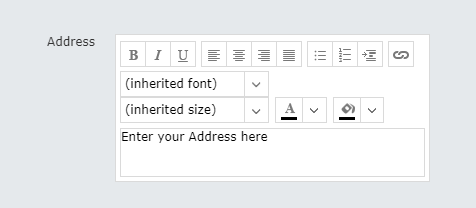 Address
B I U
(inherited font)
(inherited size) A
Enter your Address here